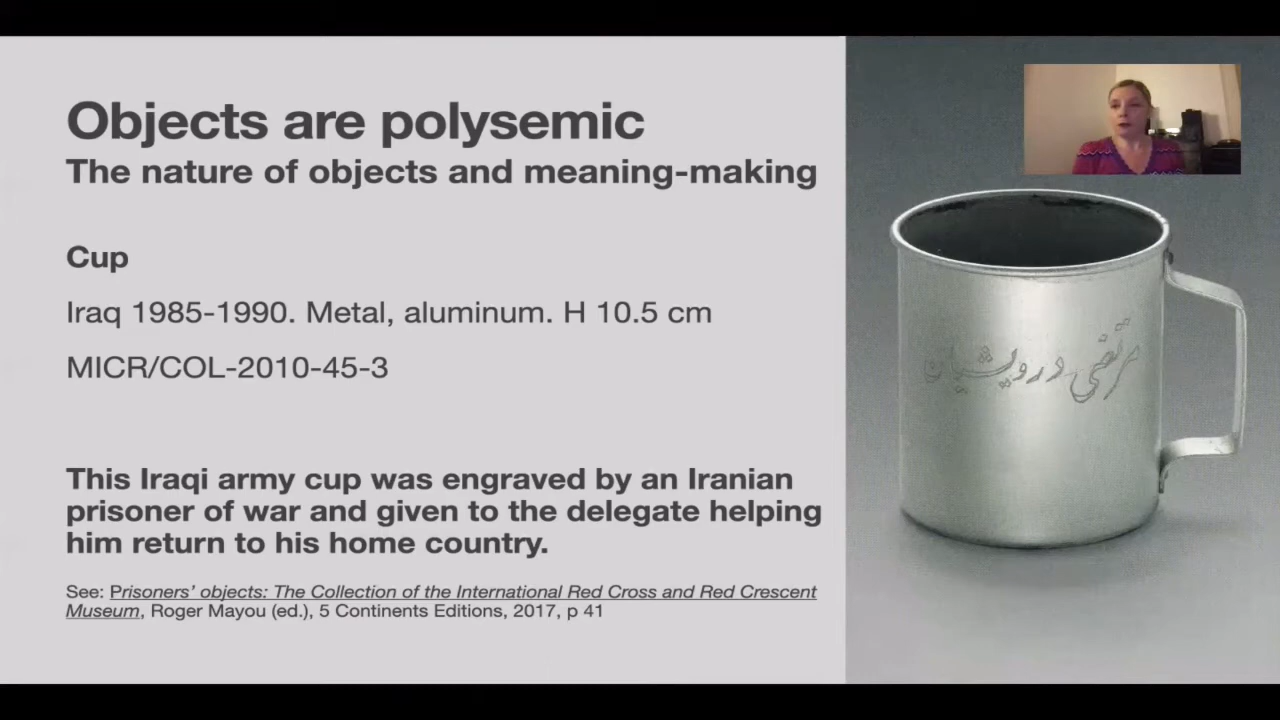 Objects are polysemic
The nature of objects and meaning-making
Cup
Iraq 1985-1990. Metal, aluminum. H 10.5 cm
MICR/COL-2010-45-3
This Iraqi army cup was engraved by an Iranian
prisoner of war and given to the delegate helping
him return to his home country.
See: Prisoners' objects: The Collection of the International Red Cross and Red Crescent
Museum, Roger Mayou (ed.), 5 Continents Editions, 2017, p 41
مرتضی درویشیان